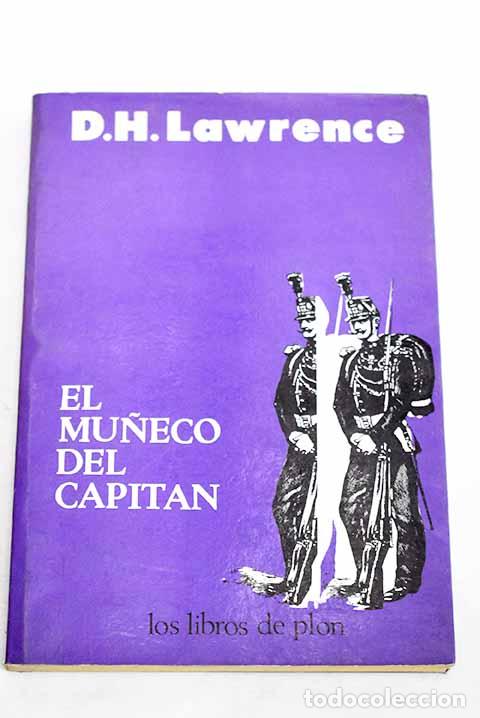 D.H. Lawrence
EL
MUÑECO
DEL
CAPITAN
los libros de plon
todocoleccion